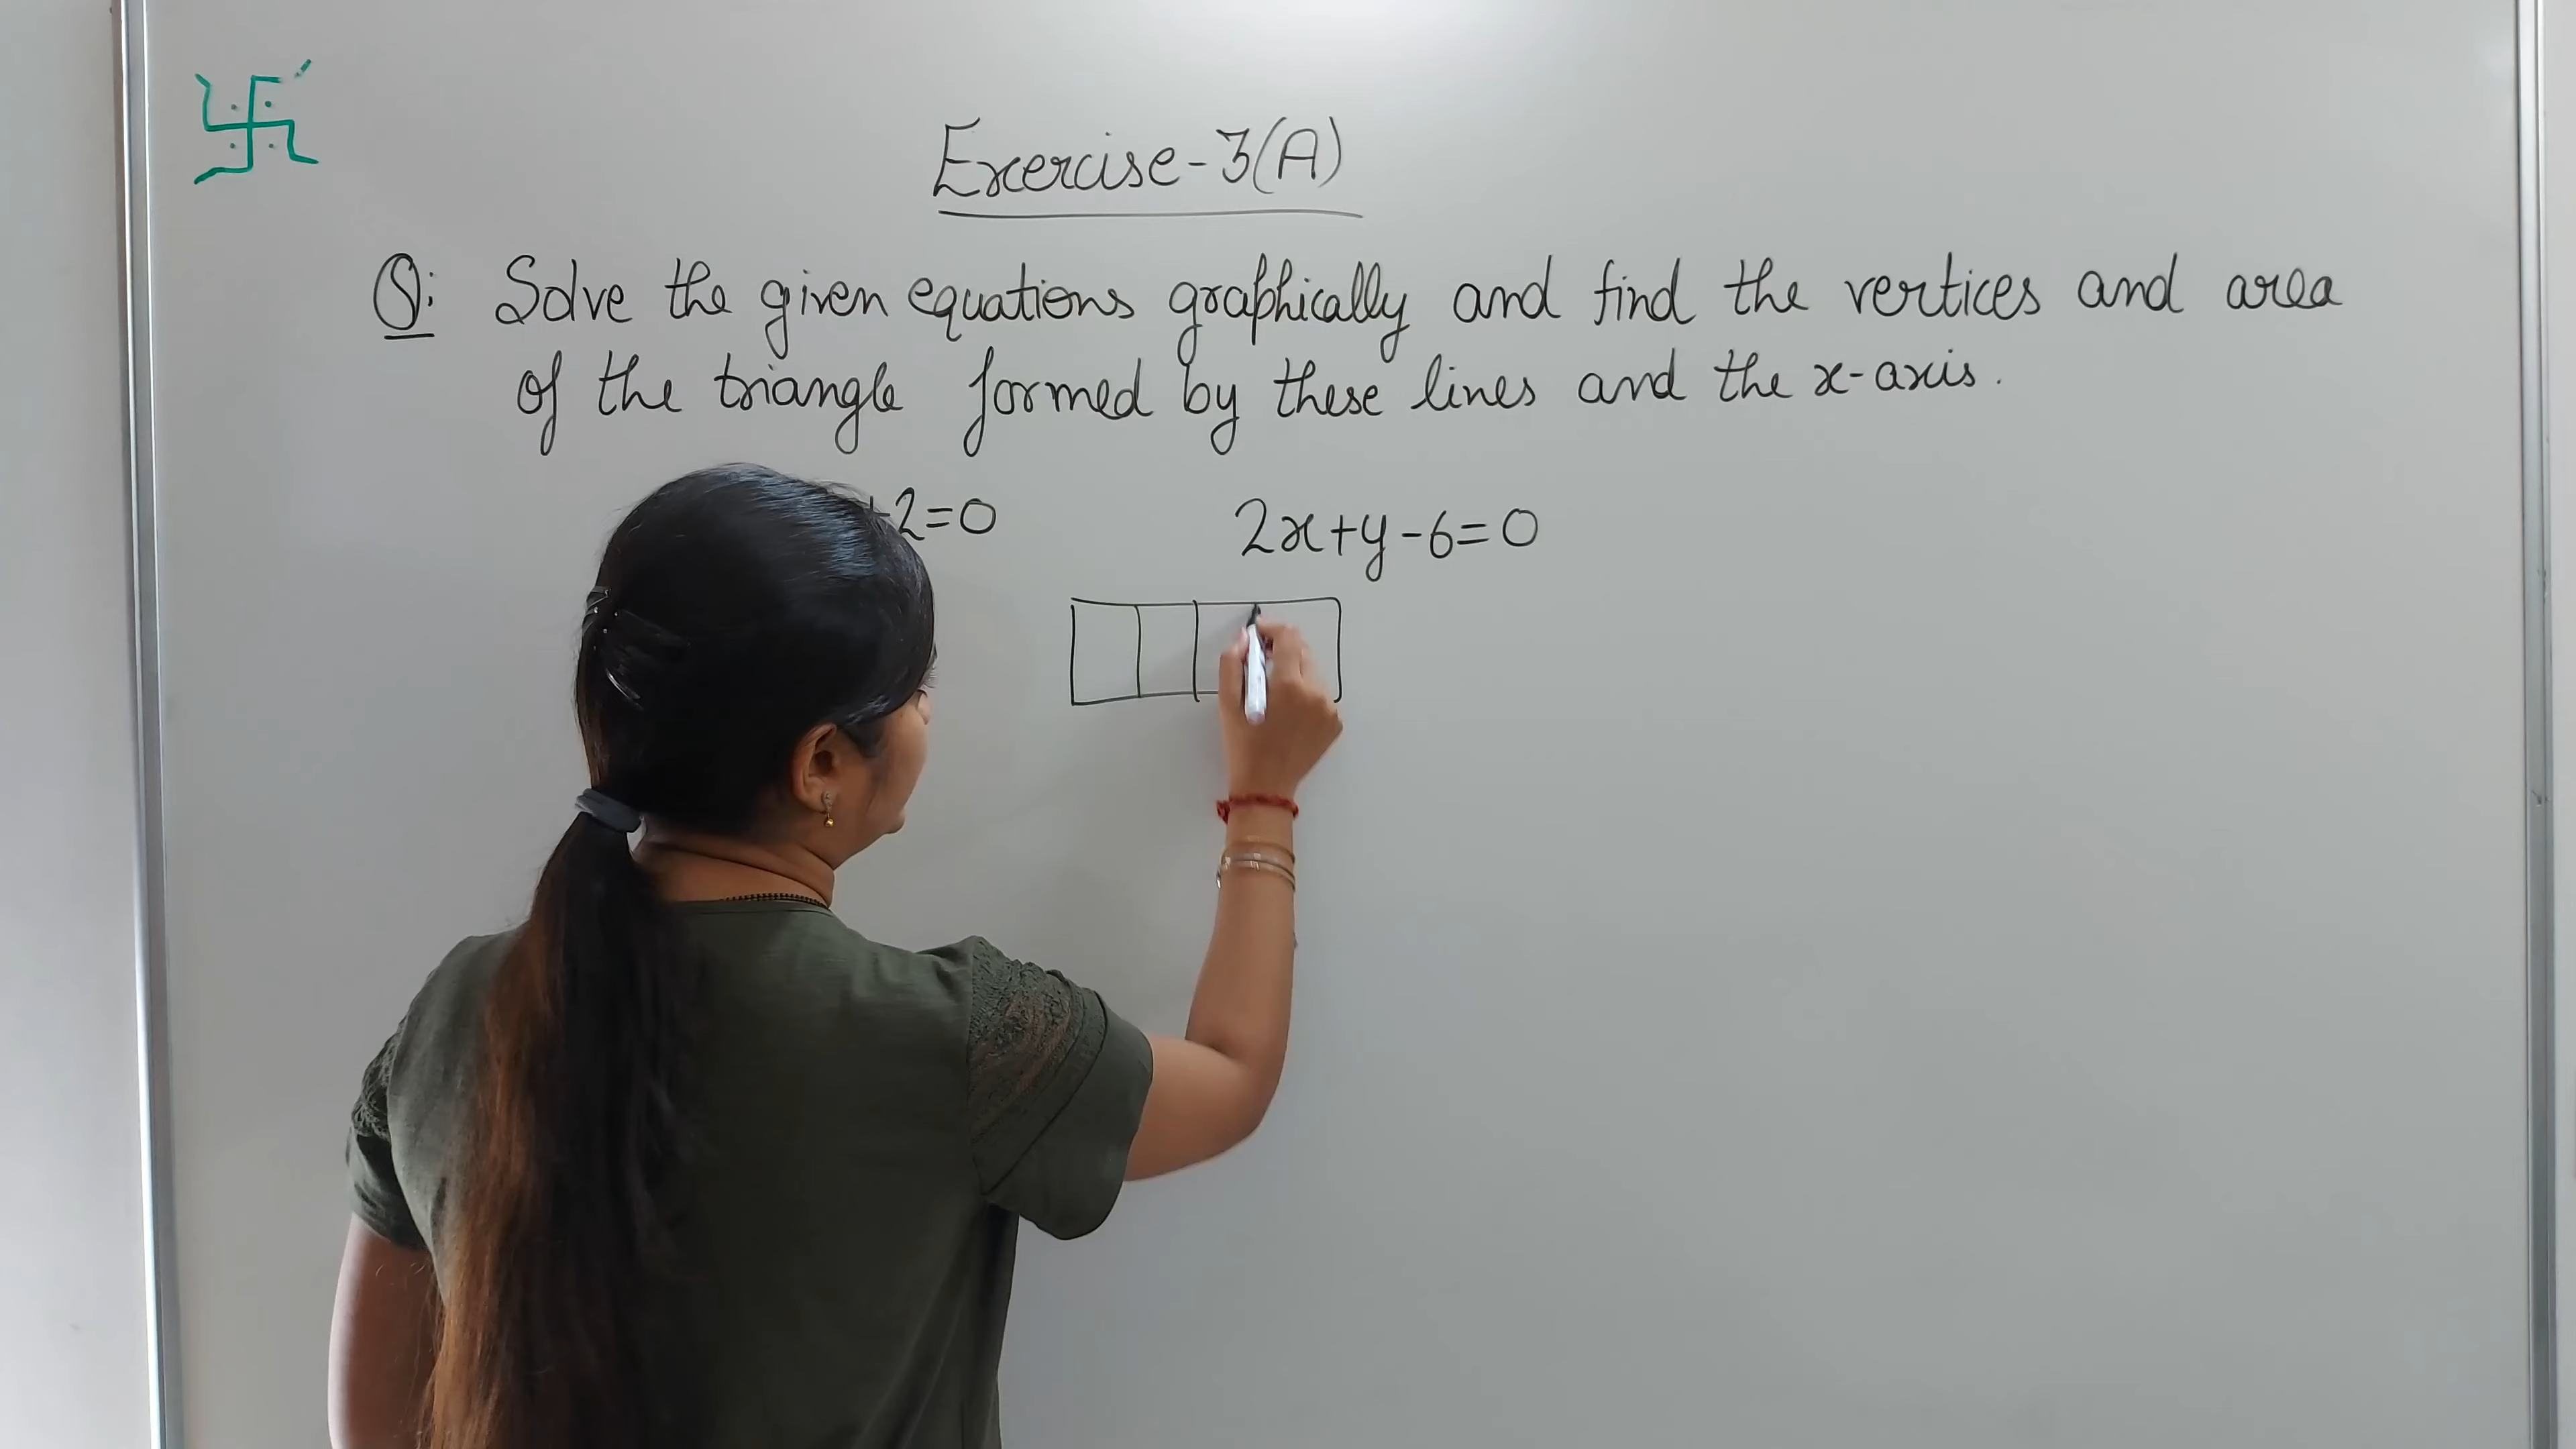 Exercise-3(A)
Q: Solve the given equations graphically and find the vertices and area
of the triangle formed by these lines and the x-axis.
+2=0 2x+y-6=0